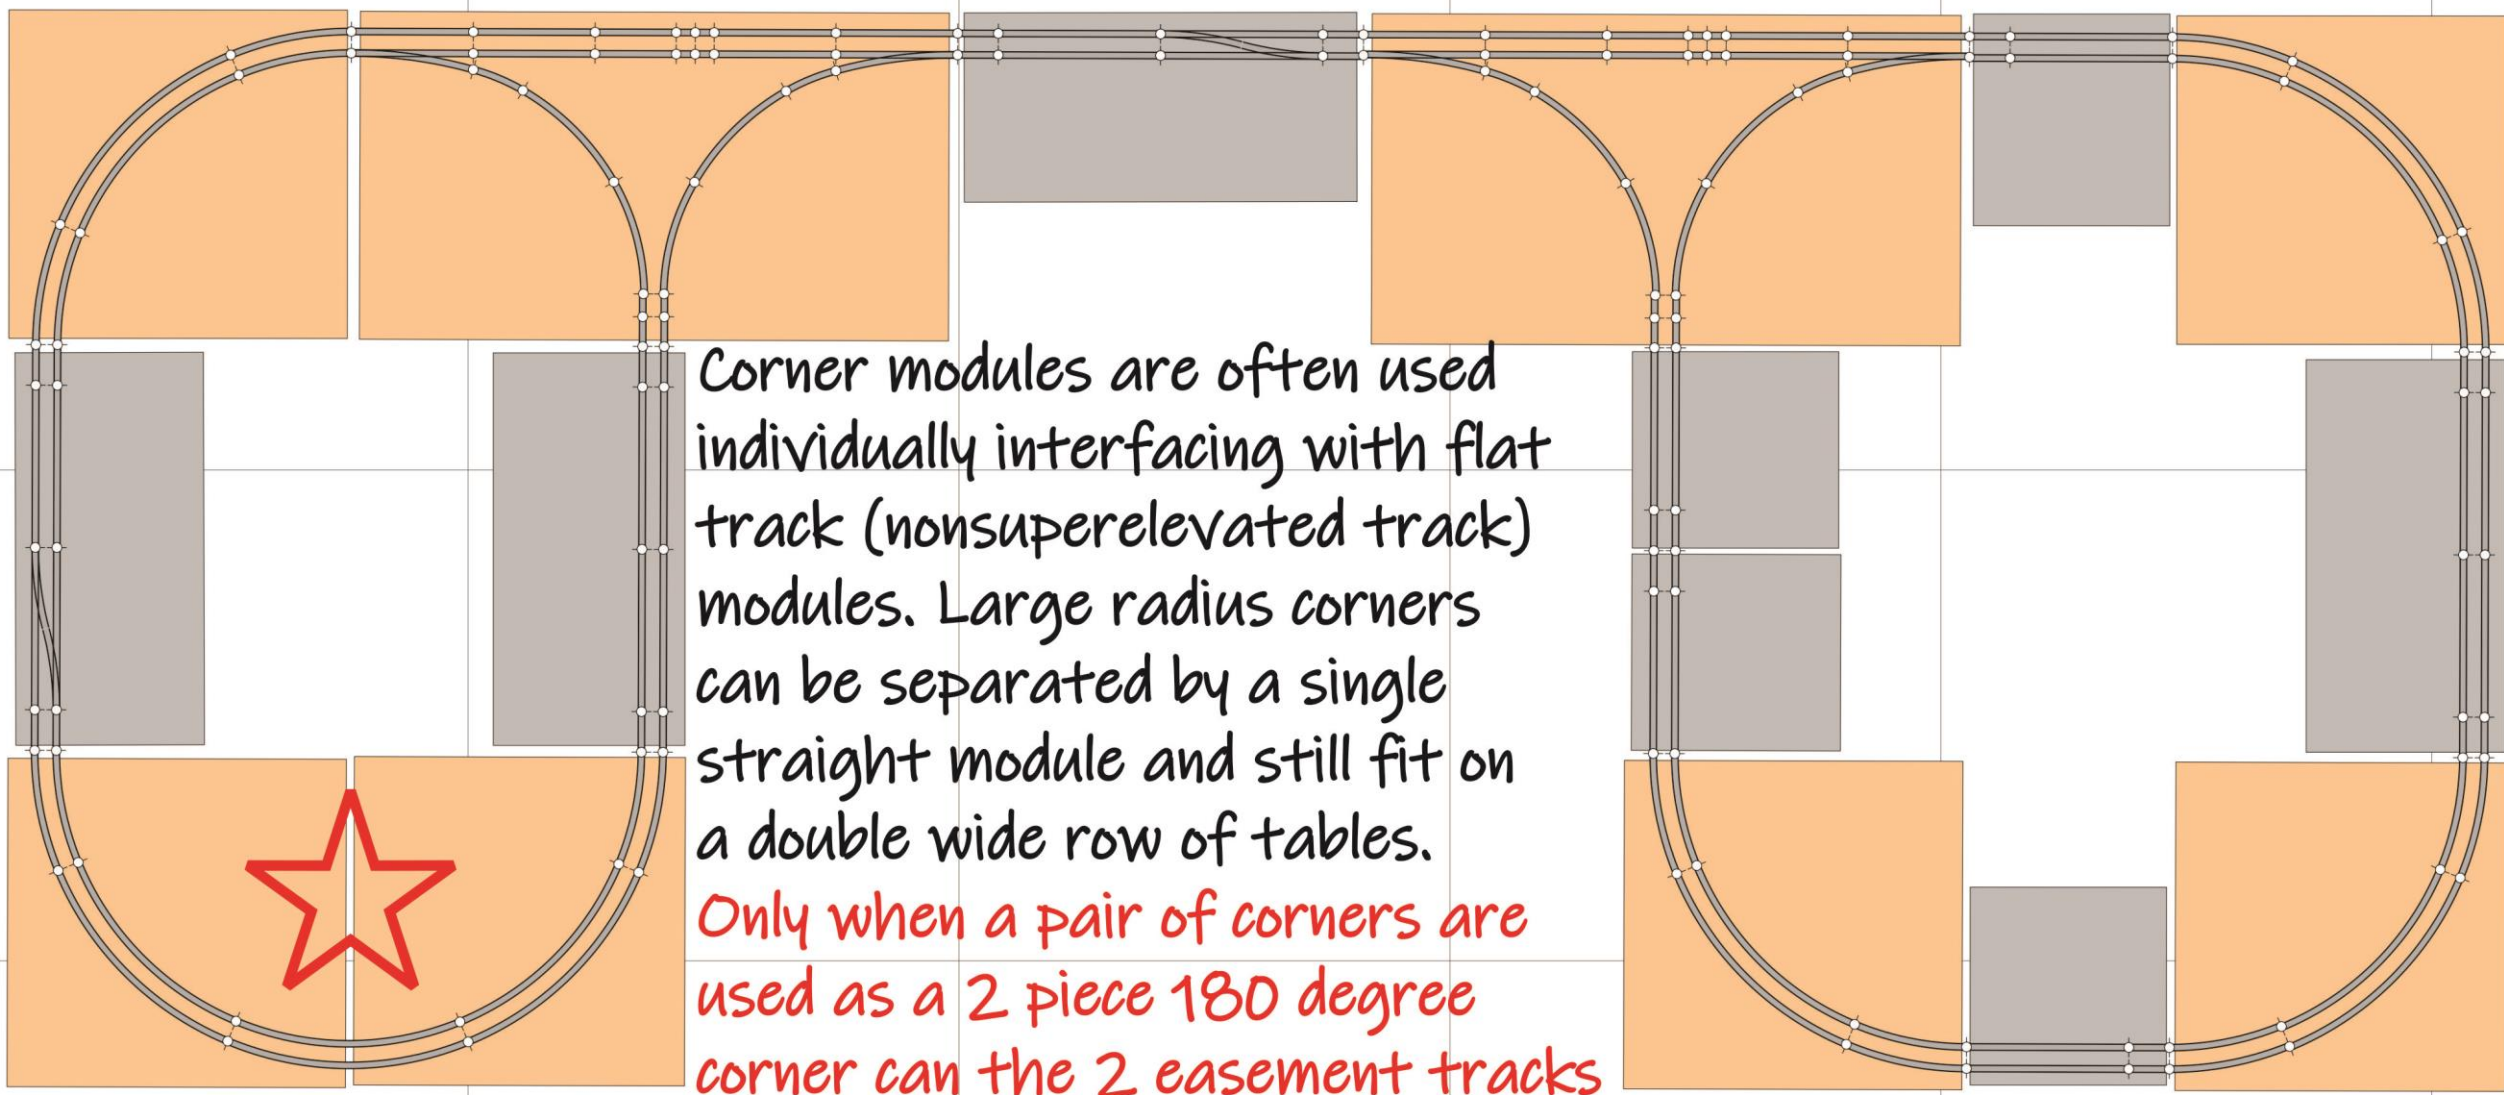 Corner modules are often used
individually interfacing with flat
track (nonsuperelevated track)
modules. Large radius corners
can be separated by a single
straight module and still fit on
a double wide row of tables.
Only when a pair of corners are
used as a 2 piece 180 degree
corner can the 2 easement tracks